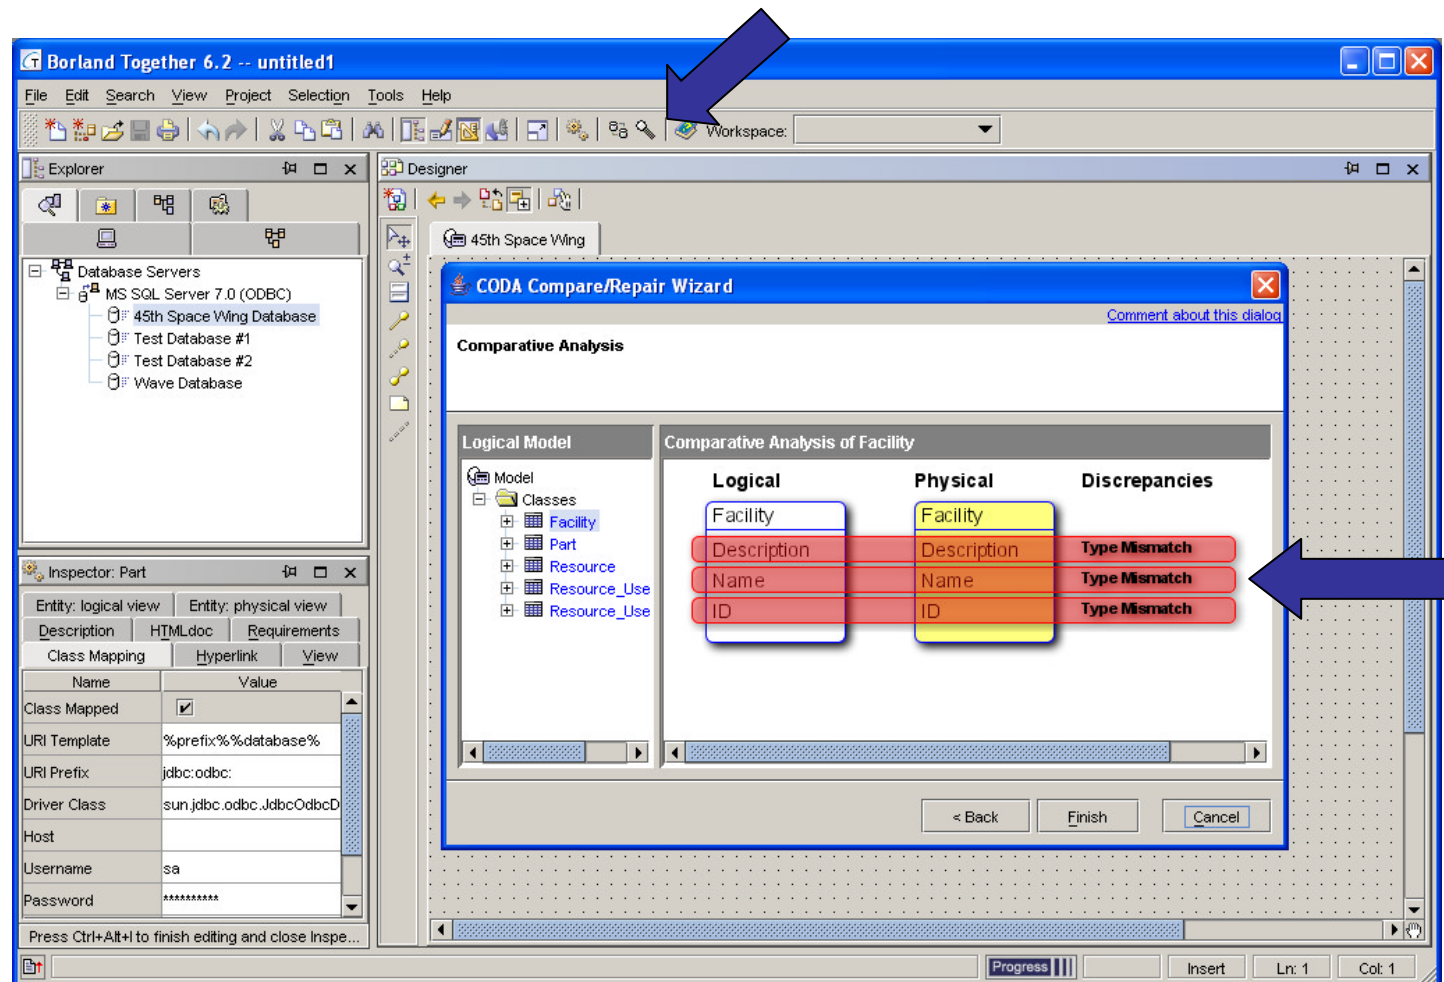 Borland Together 6.2 -- untitled1
File Edit Search View Project Selection Tools Help
Workspace:
Explorer
Database Servers
MS SQL Server 7.0 (ODBC)
45th Space Wing Database
Test Database #1
Test Database #2
Wave Database
Inspector: Part
Entity: logical view Entity: physical view
Description HTMLdoc Requirements
Class Mapping Hyperlink View
Name Value
Class Mapped
URI Template %prefix%%database%
URI Prefix jdbc:odbc:
Driver Class sun.jdbc.odbc.JdbcOdbcD
Host
Username sa
Password **********
Press Ctrl+Alt+I to finish editing and close Inspe...
Designer
45th Space Wing
CODA Compare/Repair Wizard
Comment about this dialog
Comparative Analysis
Logical Model
Model
Classes
Facility
Part
Resource
Resource_Use
Resource_Use
Comparative Analysis of Facility
Logical Physical Discrepancies
Facility Facility
Description Description Type Mismatch
Name Name Type Mismatch
ID ID Type Mismatch
< Back Finish Cancel
Progress Insert Ln: 1 Col: 1